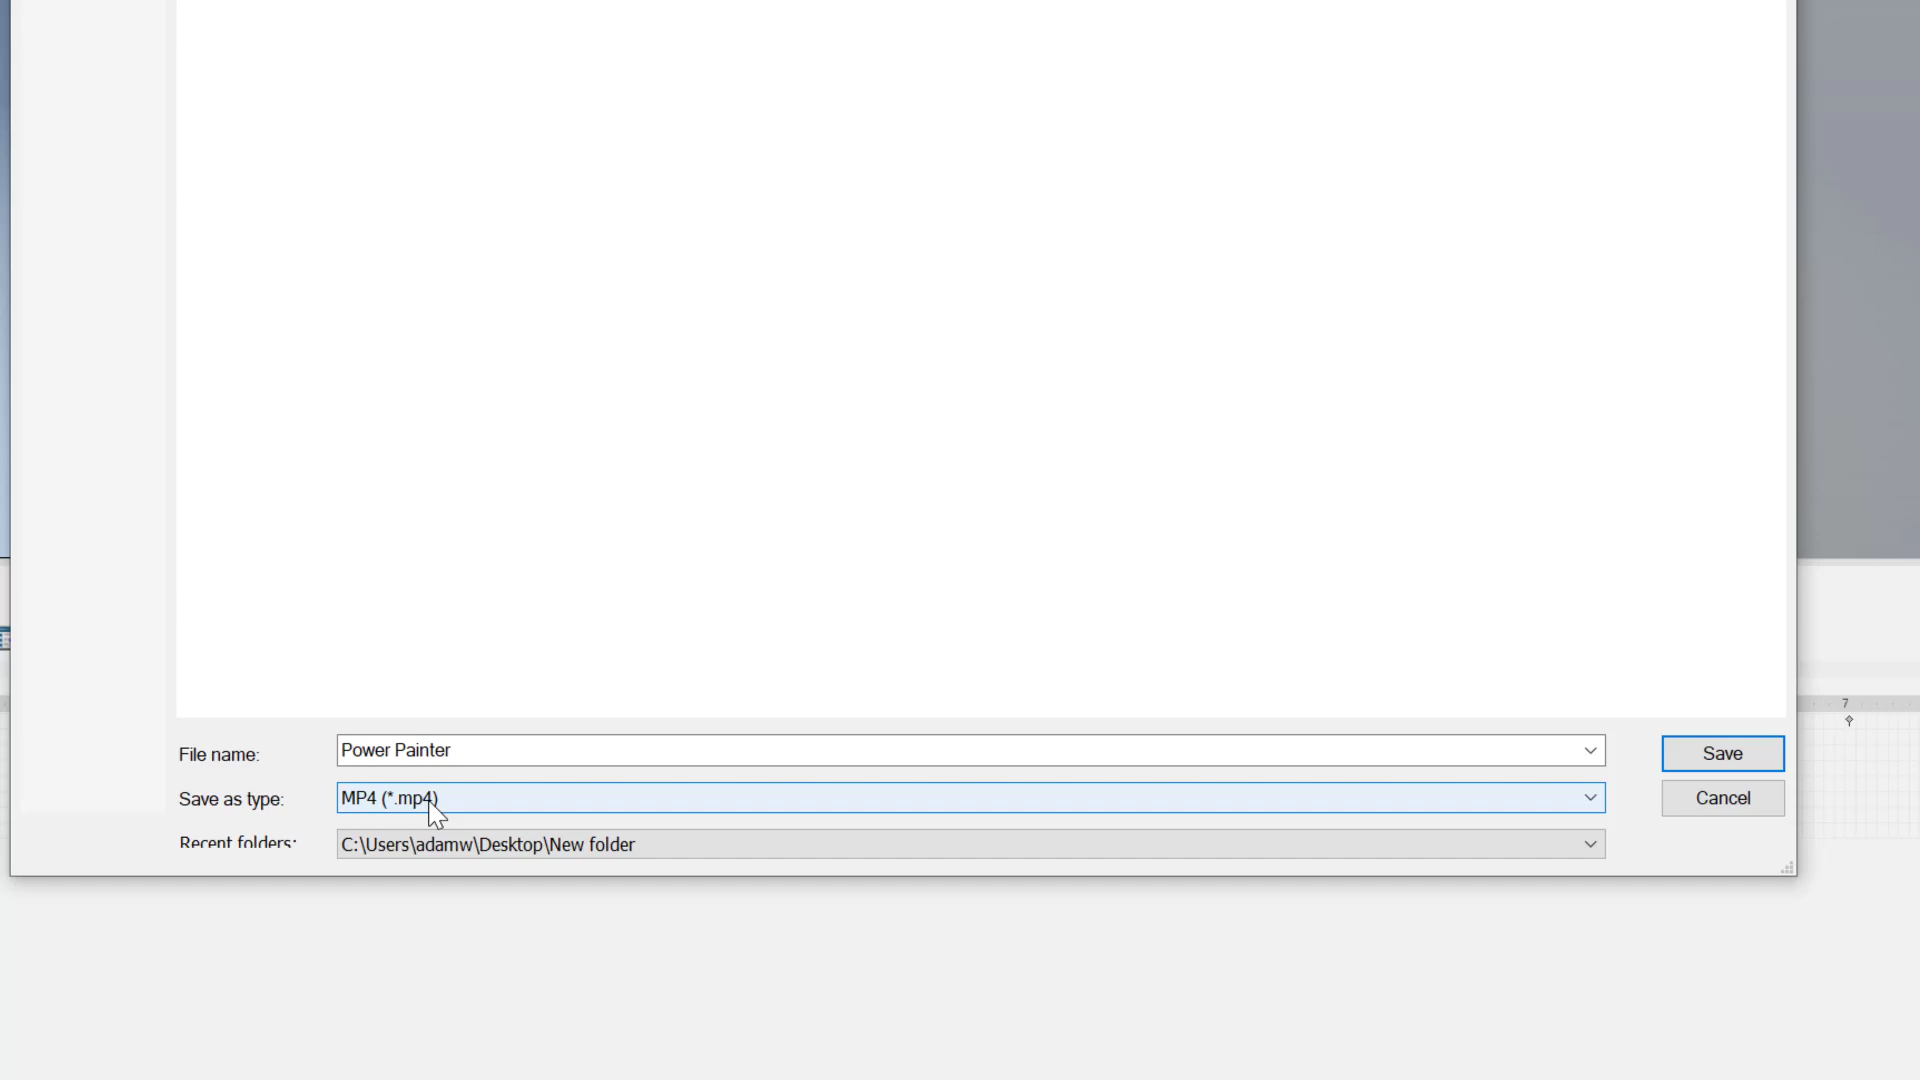 7
File name:
Power Painter
Save
Save as type:
MP4 (*.mp4)
Cancel
Recent folders:
C:\Users\adamw\Desktop\New folder